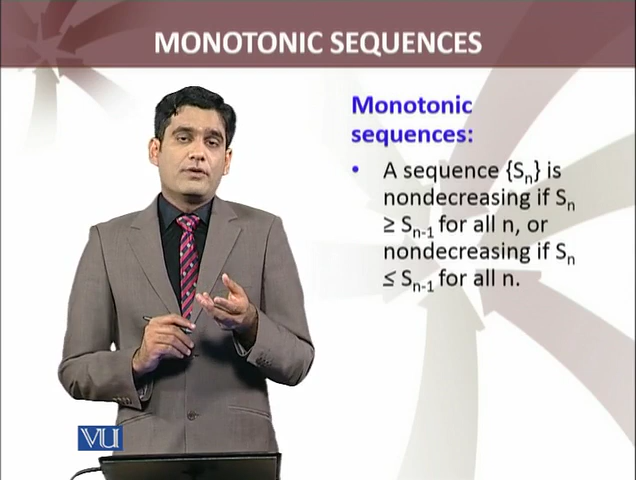 MONOTONIC SEQUENCES
Monotonic
sequences:
• A sequence {Sn} is
nondecreasing if Sn
≥ Sn-1 for all n, or
nondecreasing if Sn
≤ Sn-1 for all n.
VU